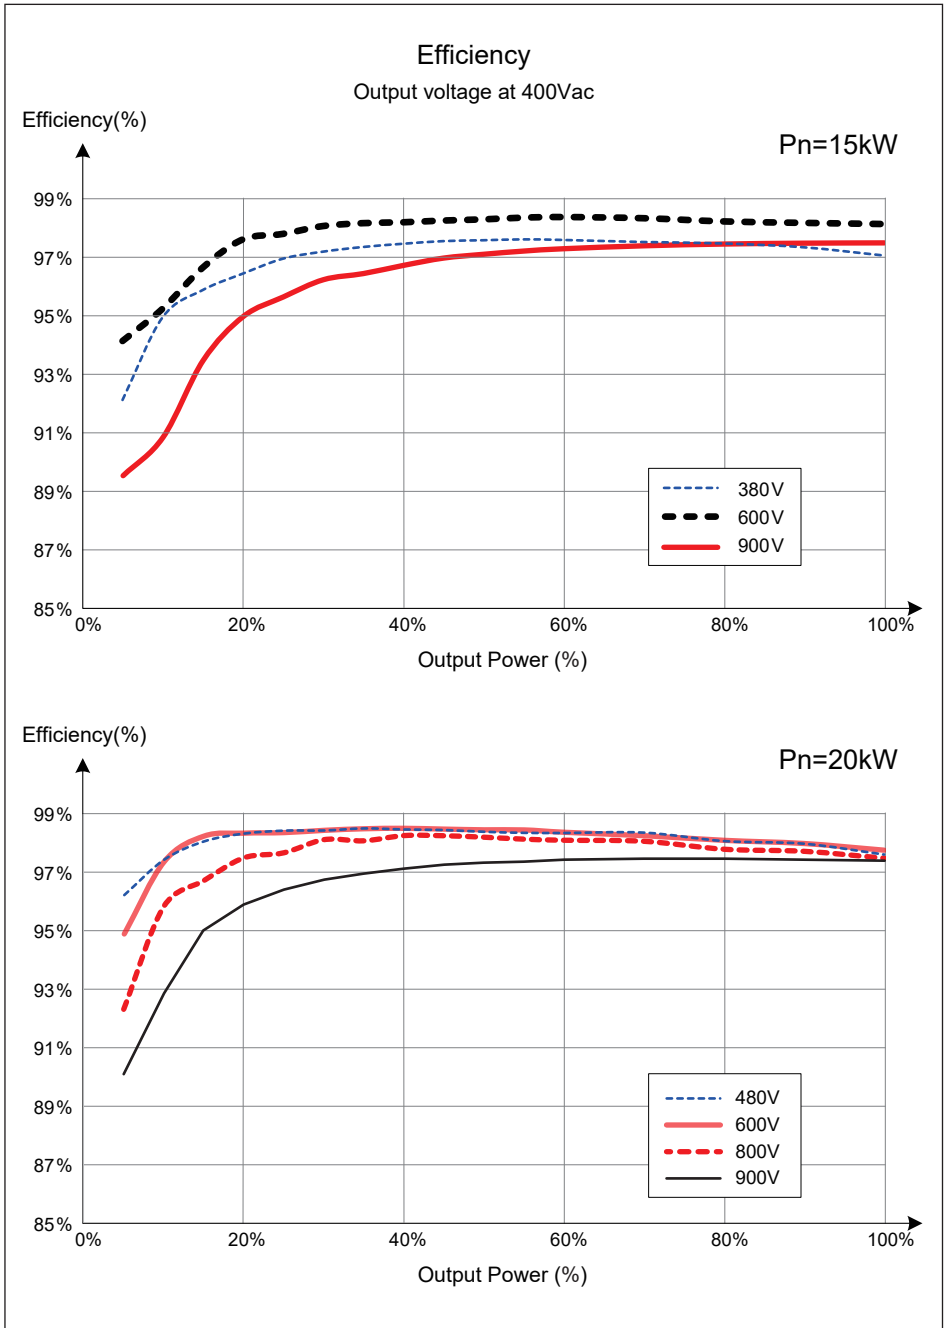 Efficiency
Output voltage at 400Vac
Efficiency(%)
Pn=15kW
99%
97%
95%
93%
91%
89%
87%
85%
380V
600V
900V
0%
20%
40%
60%
80%
100%
Output Power (%)
Efficiency(%)
Pn=20kW
99%
97%
95%
93%
91%
89%
87%
85%
480V
600V
800V
900V
0%
20%
40%
60%
80%
100%
Output Power (%)